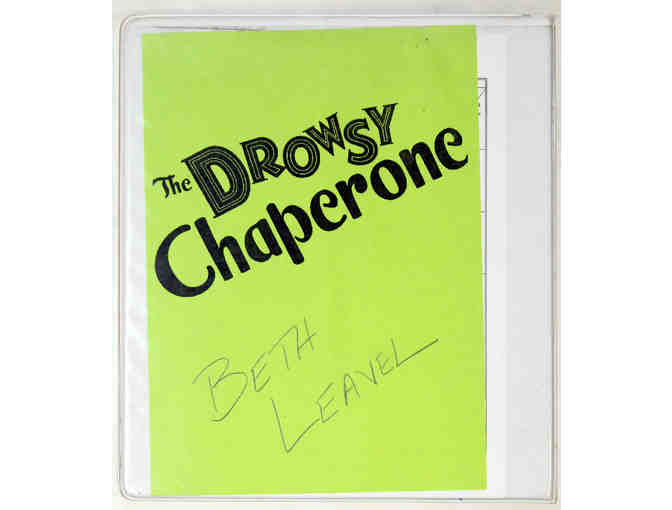 The DROWSY
Chaperone
BETH
LEAVEL